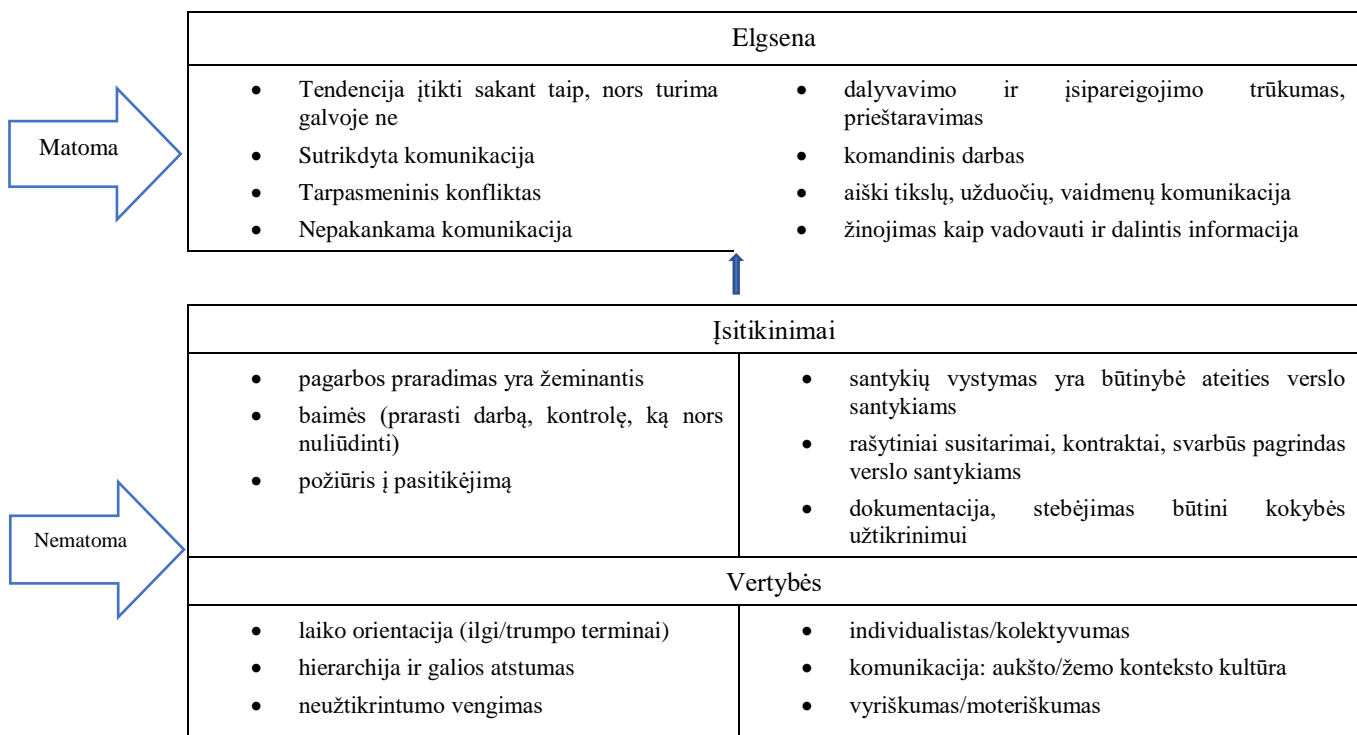 Elgsena
Matoma
• Tendencija įtikti sakant taip, nors turima
galvoje ne
• Sutrikdyta komunikacija
• Tarpasmeninis konfliktas
• Nepakankama komunikacija
• dalyvavimo ir įsipareigojimo trūkumas,
prieštaravimas
• komandinis darbas
• aiški tikslų, užduočių, vaidmenų komunikacija
• žinojimas kaip vadovauti ir dalintis informacija
Nematoma
Įsitikinimai
• pagarbos praradimas yra žeminantis
• baimės (prarasti darbą, kontrolę, ką nors
nuliūdinti)
• požiūris į pasitikėjimą
• santykių vystymas yra būtinybė ateities verslo
santykiams
• rašytiniai susitarimai, kontraktai, svarbūs pagrindas
verslo santykiams
• dokumentacija, stebėjimas būtini kokybės
užtikrinimui
Vertybės
• laiko orientacija (ilgi/trumpo terminai)
• hierarchija ir galios atstumas
• neužtikrintumo vengimas
• individualistas/kolektyvumas
• komunikacija: aukšto/žemo konteksto kultūra
• vyriškumas/moteriškumas